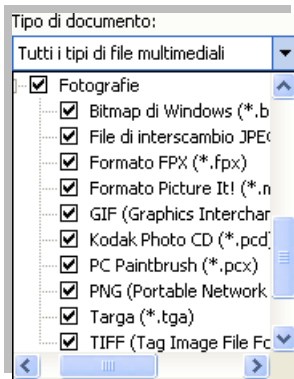 Tipo di documento:
Tutti i tipi di file multimediali
Fotografie
Bitmap di Windows (*.b
File di interscambio JPE
Formato FPX (*.fpx)
Formato Picture It! (*.m
GIF (Graphics Interchan
Kodak Photo CD (*.pcd)
PC Paintbrush (*.pcx)
PNG (Portable Network
Targa (*.tga)
TIFF (Tag Image File Fo